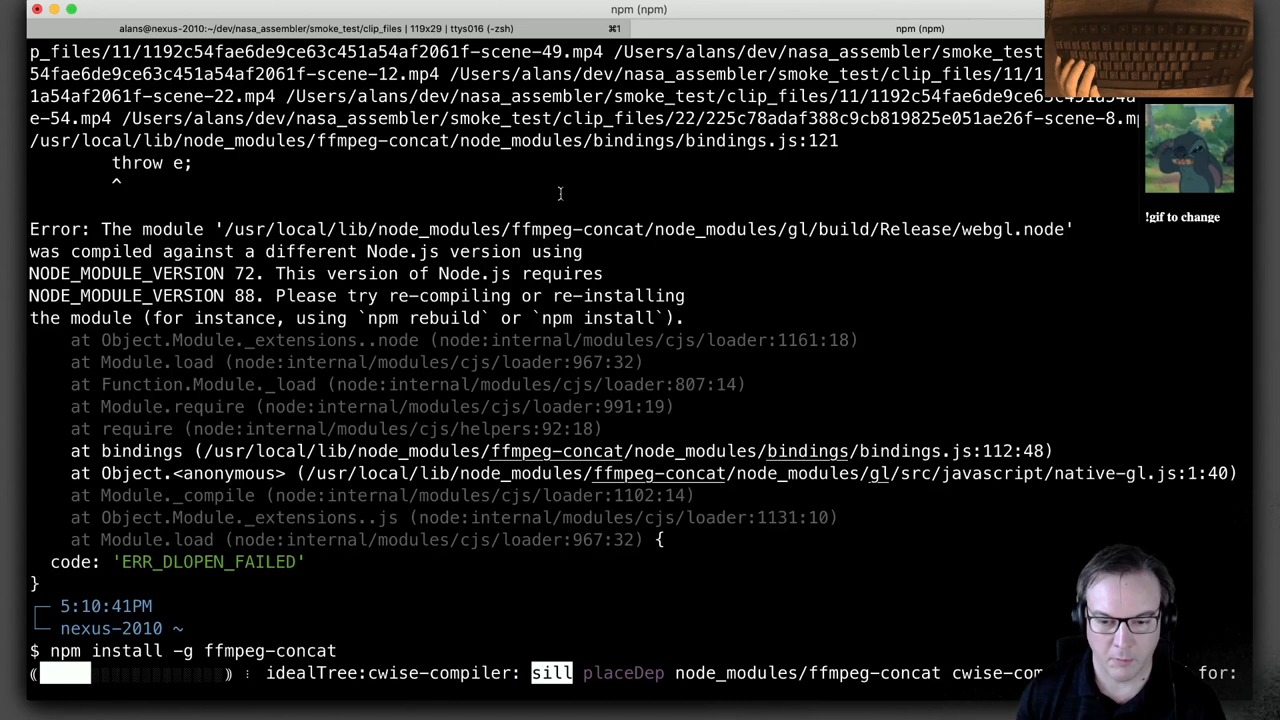 npm (npm)
alans@nexus-2010:~/dev/nasa_assembler/smoke_test/clip_files | 119x29 | ttys016 (-zsh) ⌘1 npm (npm)
p_files/11/1192c54fae6de9ce63c451a54af2061f-scene-49.mp4 /Users/alans/dev/nasa_assembler/smoke_test
54fae6de9ce63c451a54af2061f-scene-12.mp4 /Users/alans/dev/nasa_assembler/smoke_test/clip_files/11/1
1a54af2061f-scene-22.mp4 /Users/alans/dev/nasa_assembler/smoke_test/clip_files/11/1192c54fae6de9ce63c451a54a
e-54.mp4 /Users/alans/dev/nasa_assembler/smoke_test/clip_files/22/225c78adaf388c9cb819825e051ae26f-scene-8.mp
/usr/local/lib/node_modules/ffmpeg-concat/node_modules/bindings/bindings.js:121
throw e;
^
!gif to change
Error: The module '/usr/local/lib/node_modules/ffmpeg-concat/node_modules/gl/build/Release/webgl.node'
was compiled against a different Node.js version using
NODE_MODULE_VERSION 72. This version of Node.js requires
NODE_MODULE_VERSION 88. Please try re-compiling or re-installing
the module (for instance, using `npm rebuild` or `npm install`).
at Object.Module._extensions..node (node:internal/modules/cjs/loader:1161:18)
at Module.load (node:internal/modules/cjs/loader:967:32)
at Function.Module._load (node:internal/modules/cjs/loader:807:14)
at Module.require (node:internal/modules/cjs/loader:991:19)
at require (node:internal/modules/cjs/helpers:92:18)
at bindings (/usr/local/lib/node_modules/ffmpeg-concat/node_modules/bindings/bindings.js:112:48)
at Object.<anonymous> (/usr/local/lib/node_modules/ffmpeg-concat/node_modules/gl/src/javascript/native-gl.js:1:40)
at Module._compile (node:internal/modules/cjs/loader:1102:14)
at Object.Module._extensions..js (node:internal/modules/cjs/loader:1131:10)
at Module.load (node:internal/modules/cjs/loader:967:32) {
code: 'ERR_DLOPEN_FAILED'
}
5:10:41PM
nexus-2010 ~
$ npm install -g ffmpeg-concat
idealTree:cwise-compiler: sill placeDep node_modules/ffmpeg-concat cwise-com for: